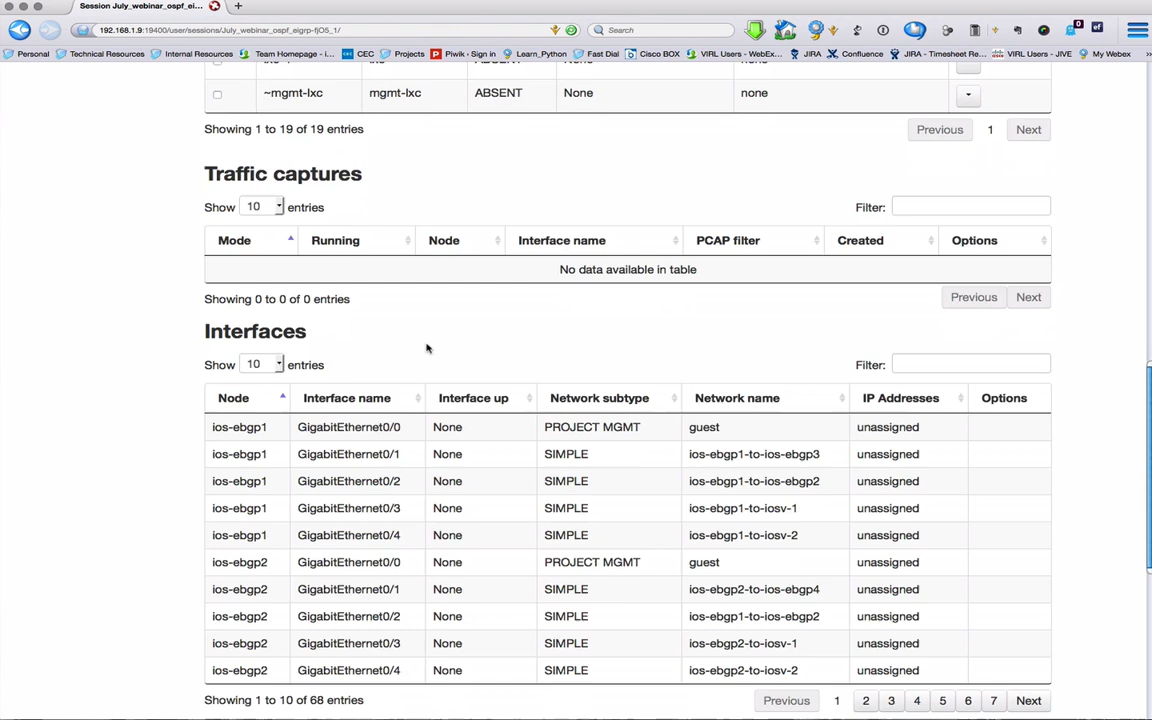 Session July_webinar_ospf_ei...
192.168.1.9:19400/user/sessions/July_webinar_ospf_eigrp-fjO5_1/
Search
Personal Technical Resources Internal Resources Team Homepage - i... CEC Projects Piwik · Sign in Learn_Python Fast Dial Cisco BOX VIRL Users - WebEx... JIRA Confluence JIRA - Timesheet Re... VIRL Users - JIVE My Webex
~mgmt-lxc mgmt-lxc ABSENT None none
Showing 1 to 19 of 19 entries Previous 1 Next
Traffic captures
Show 10 entries Filter:
Mode Running Node Interface name PCAP filter Created Options
No data available in table
Showing 0 to 0 of 0 entries Previous Next
Interfaces
Show 10 entries Filter:
Node Interface name Interface up Network subtype Network name IP Addresses Options
ios-ebgp1 GigabitEthernet0/0 None PROJECT MGMT guest unassigned
ios-ebgp1 GigabitEthernet0/1 None SIMPLE ios-ebgp1-to-ios-ebgp3 unassigned
ios-ebgp1 GigabitEthernet0/2 None SIMPLE ios-ebgp1-to-ios-ebgp2 unassigned
ios-ebgp1 GigabitEthernet0/3 None SIMPLE ios-ebgp1-to-iosv-1 unassigned
ios-ebgp1 GigabitEthernet0/4 None SIMPLE ios-ebgp1-to-iosv-2 unassigned
ios-ebgp2 GigabitEthernet0/0 None PROJECT MGMT guest unassigned
ios-ebgp2 GigabitEthernet0/1 None SIMPLE ios-ebgp2-to-ios-ebgp4 unassigned
ios-ebgp2 GigabitEthernet0/2 None SIMPLE ios-ebgp1-to-ios-ebgp2 unassigned
ios-ebgp2 GigabitEthernet0/3 None SIMPLE ios-ebgp2-to-iosv-1 unassigned
ios-ebgp2 GigabitEthernet0/4 None SIMPLE ios-ebgp2-to-iosv-2 unassigned
Showing 1 to 10 of 68 entries Previous 1 2 3 4 5 6 7 Next